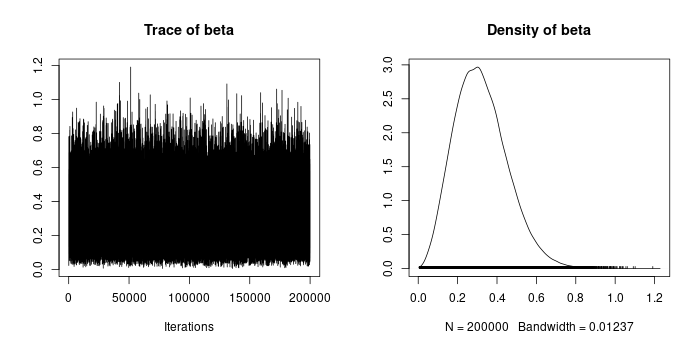 Trace of beta
0.0 0.2 0.4 0.6 0.8 1.0 1.2
0 50000 100000 150000 200000
Iterations
Density of beta
0.0 0.5 1.0 1.5 2.0 2.5 3.0
0.0 0.2 0.4 0.6 0.8 1.0 1.2
N = 200000 Bandwidth = 0.01237